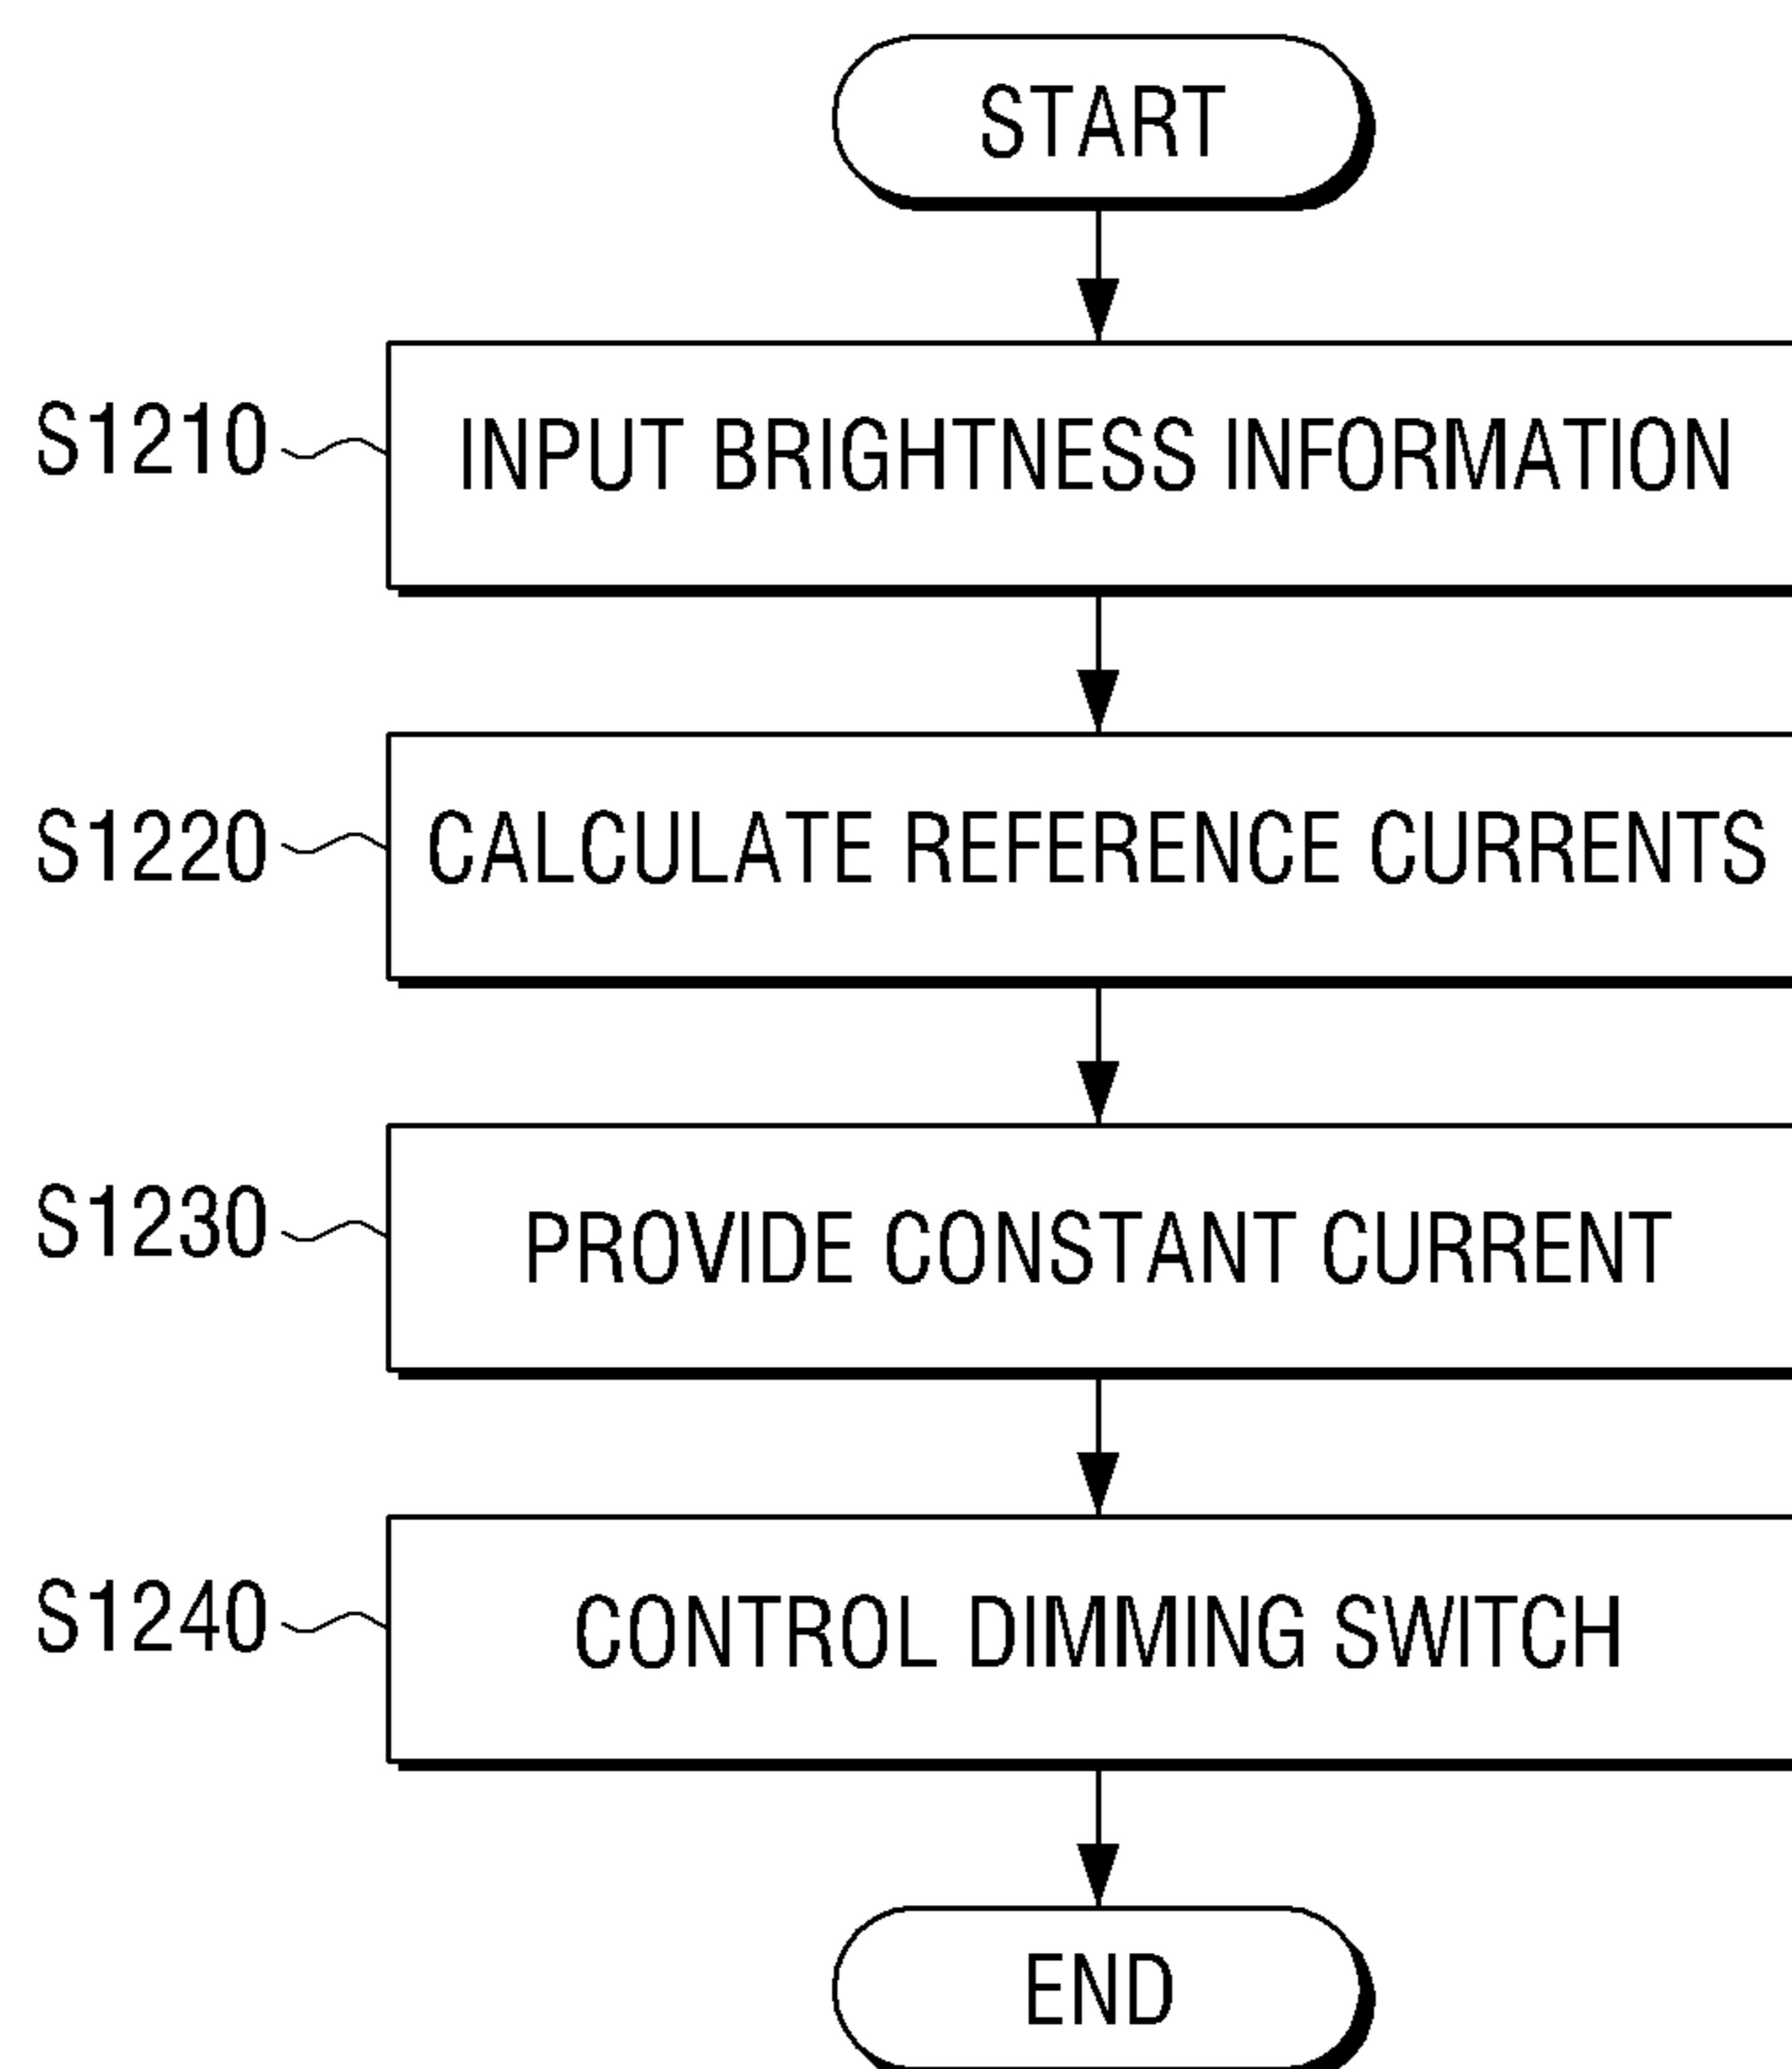 START
S1210
INPUT BRIGHTNESS INFORMATION
S1220
CALCULATE REFERENCE CURRENTS
S1230
PROVIDE CONSTANT CURRENT
S1240
CONTROL DIMMING SWITCH
END